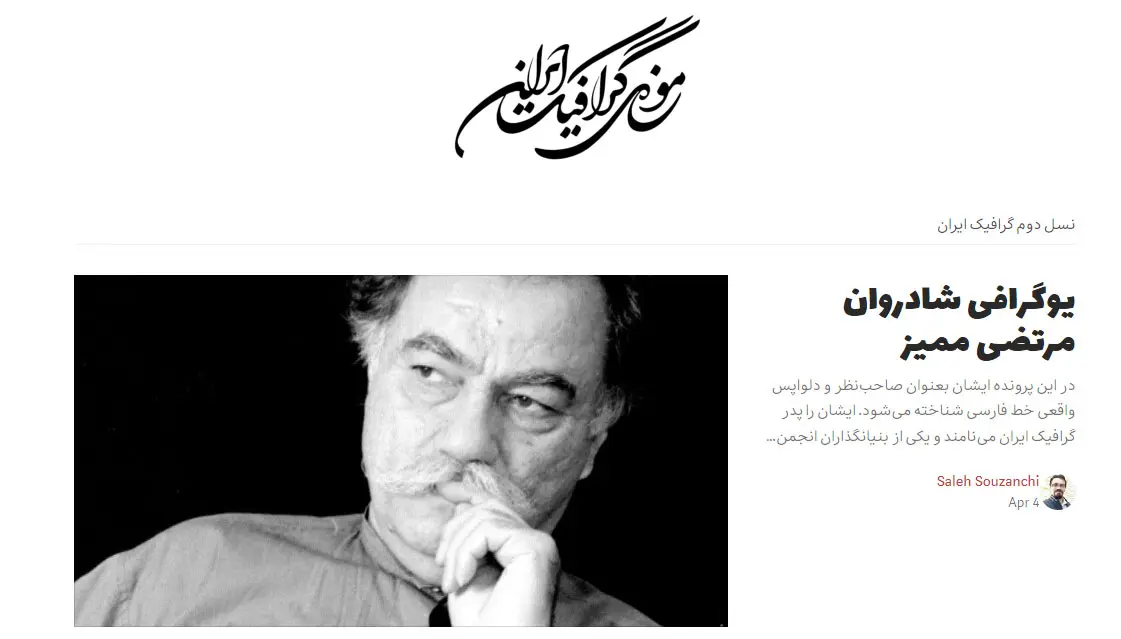 موزه‌ی گرافیک ایران
نسل دوم گرافیک ایران
یوگرافی شادروان
مرتضی ممیز
در این پرونده ایشان بعنوان صاحب‌نظر و دلواپس
واقعی خط فارسی شناخته می‌شود. ایشان را پدر
گرافیک ایران می‌نامند و یکی از بنیانگذاران انجمن...
Saleh Souzanchi
Apr 4